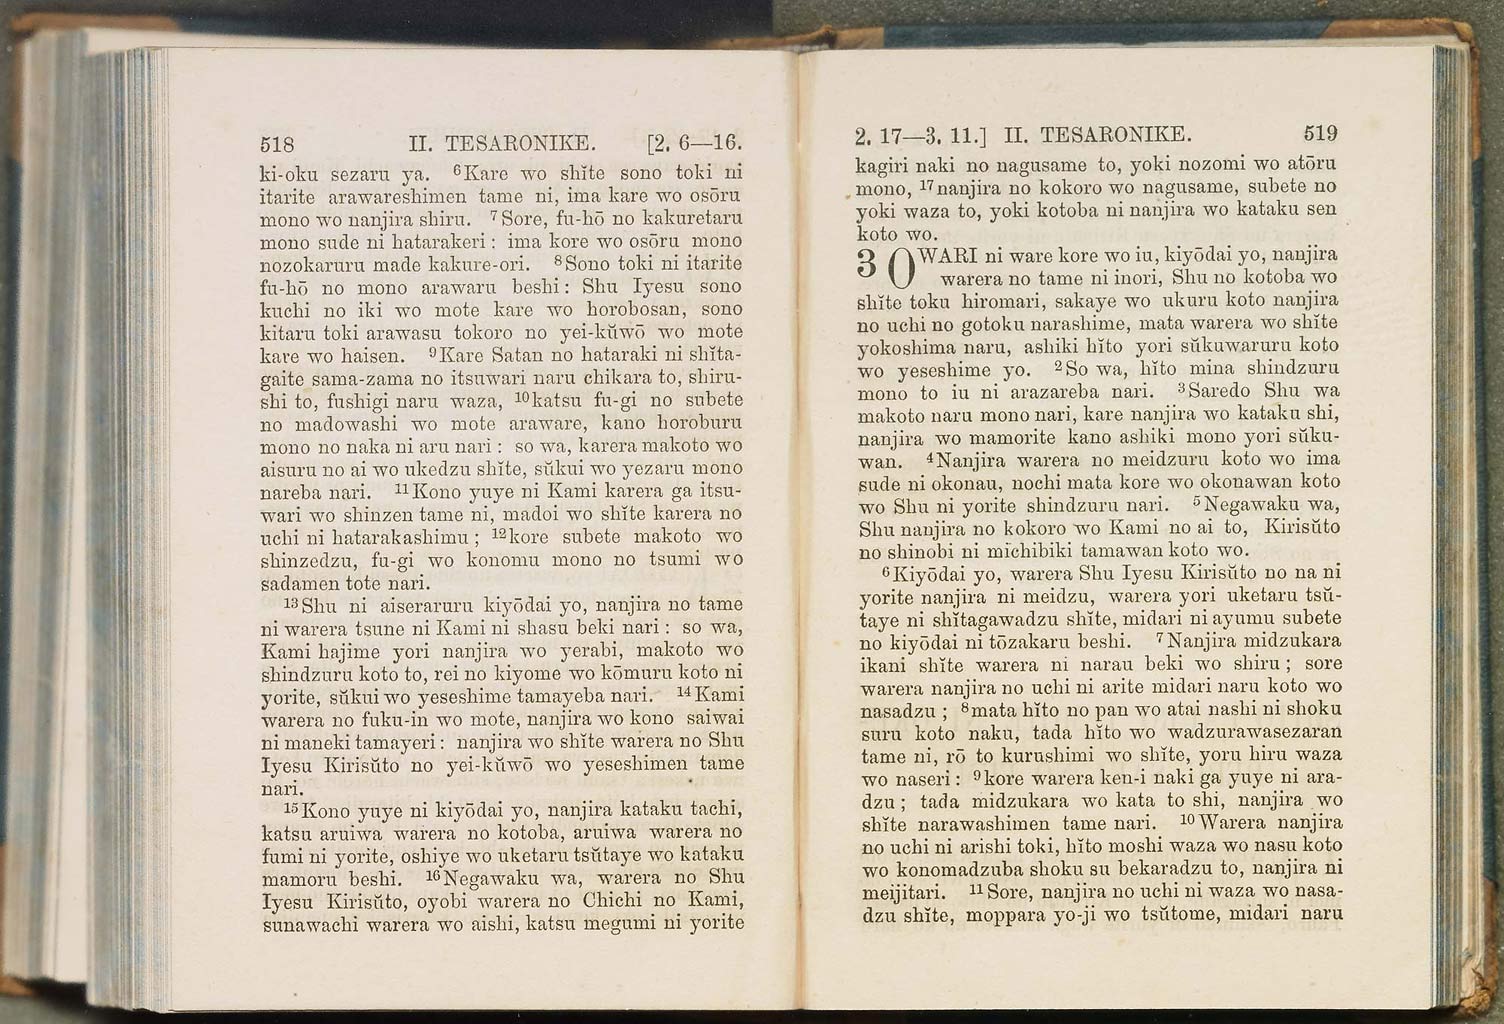 518 II. TESARONIKE. [2. 6—16.
ki-oku sezaru ya. ⁶Kare wo shĭte sono toki ni
itarite arawareshimen tame ni, ima kare wo osōru
mono wo nanjira shiru. ⁷Sore, fu-hō no kakuretaru
mono sude ni hatarakeri: ima kore wo osōru mono
nozokaruru made kakure-ori. ⁸Sono toki ni itarite
fu-hō no mono arawaru beshi: Shu Iyesu sono
kuchi no iki wo mote kare wo horobosan, sono
kitaru toki arawasu tokoro no yei-kŭwō wo mote
kare wo haisen. ⁹Kare Satan no hataraki ni shĭta-
gaite sama-zama no itsuwari naru chikara to, shiru-
shi to, fushigi naru waza, ¹⁰katsu fu-gi no subete
no madowashi wo mote araware, kano horoburu
mono no naka ni aru nari: so wa, karera makoto wo
aisuru no ai wo ukedzu shĭte, sŭkui wo yezaru mono
nareba nari. ¹¹Kono yuye ni Kami karera ga itsu-
wari wo shinzen tame ni, madoi wo shĭte karera no
uchi ni hatarakashimu; ¹²kore subete makoto wo
shinzedzu, fu-gi wo konomu mono no tsumi wo
sadamen tote nari.
¹³Shu ni aiseraruru kiyōdai yo, nanjira no tame
ni warera tsune ni Kami ni shasu beki nari: so wa,
Kami hajime yori nanjira wo yerabi, makoto wo
shindzuru koto to, rei no kiyome wo kōmuru koto ni
yorite, sŭkui wo yeseshime tamayeba nari. ¹⁴Kami
warera no fuku-in wo mote, nanjira wo kono saiwai
ni maneki tamayeri: nanjira wo shĭte warera no Shu
Iyesu Kirisŭto no yei-kŭwō wo yeseshimen tame
nari.
¹⁵Kono yuye ni kiyōdai yo, nanjira kataku tachi,
katsu aruiwa warera no kotoba, aruiwa warera no
fumi ni yorite, oshiye wo uketaru tsŭtaye wo kataku
mamoru beshi. ¹⁶Negawaku wa, warera no Shu
Iyesu Kirisŭto, oyobi warera no Chichi no Kami,
sunawachi warera wo aishi, katsu megumi ni yorite
2. 17—3. 11.] II. TESARONIKE. 519
kagiri naki no nagusame to, yoki nozomi wo atōru
mono, ¹⁷nanjira no kokoro wo nagusame, subete no
yoki waza to, yoki kotoba ni nanjira wo kataku sen
koto wo.
3 OWARI ni ware kore wo iu, kiyōdai yo, nanjira
warera no tame ni inori, Shu no kotoba wo
shĭte toku hiromari, sakaye wo ukuru koto nanjira
no uchi no gotoku narashime, mata warera wo shĭte
yokoshima naru, ashiki hĭto yori sŭkuwaruru koto
wo yeseshime yo. ²So wa, hĭto mina shindzuru
mono to iu ni arazareba nari. ³Saredo Shu wa
makoto naru mono nari, kare nanjira wo kataku shi,
nanjira wo mamorite kano ashiki mono yori sŭku-
wan. ⁴Nanjira warera no meidzuru koto wo ima
sude ni okonau, nochi mata kore wo okonawan koto
wo Shu ni yorite shindzuru nari. ⁵Negawaku wa,
Shu nanjira no kokoro wo Kami no ai to, Kirisŭto
no shinobi ni michibiki tamawan koto wo.
⁶Kiyōdai yo, warera Shu Iyesu Kirisŭto no na ni
yorite nanjira ni meidzu, warera yori uketaru tsŭ-
taye ni shĭtagawadzu shĭte, midari ni ayumu subete
no kiyōdai ni tōzakaru beshi. ⁷Nanjira midzukara
ikani shĭte warera ni narau beki wo shiru; sore
warera nanjira no uchi ni arite midari naru koto wo
nasadzu; ⁸mata hĭto no pan wo atai nashi ni shoku
suru koto naku, tada hĭto wo wadzurawasezaran
tame ni, rō to kurushimi wo shĭte, yoru hiru waza
wo naseri: ⁹kore warera ken-i naki ga yuye ni ara-
dzu; tada midzukara wo kata to shi, nanjira wo
shĭte narawashimen tame nari. ¹⁰Warera nanjira
no uchi ni arishi toki, hĭto moshi waza wo nasu koto
wo konomadzuba shoku su bekaradzu to, nanjira ni
meijitari. ¹¹Sore, nanjira no uchi ni waza wo nasa-
dzu shĭte, moppara yo-ji wo tsŭtome, midari naru